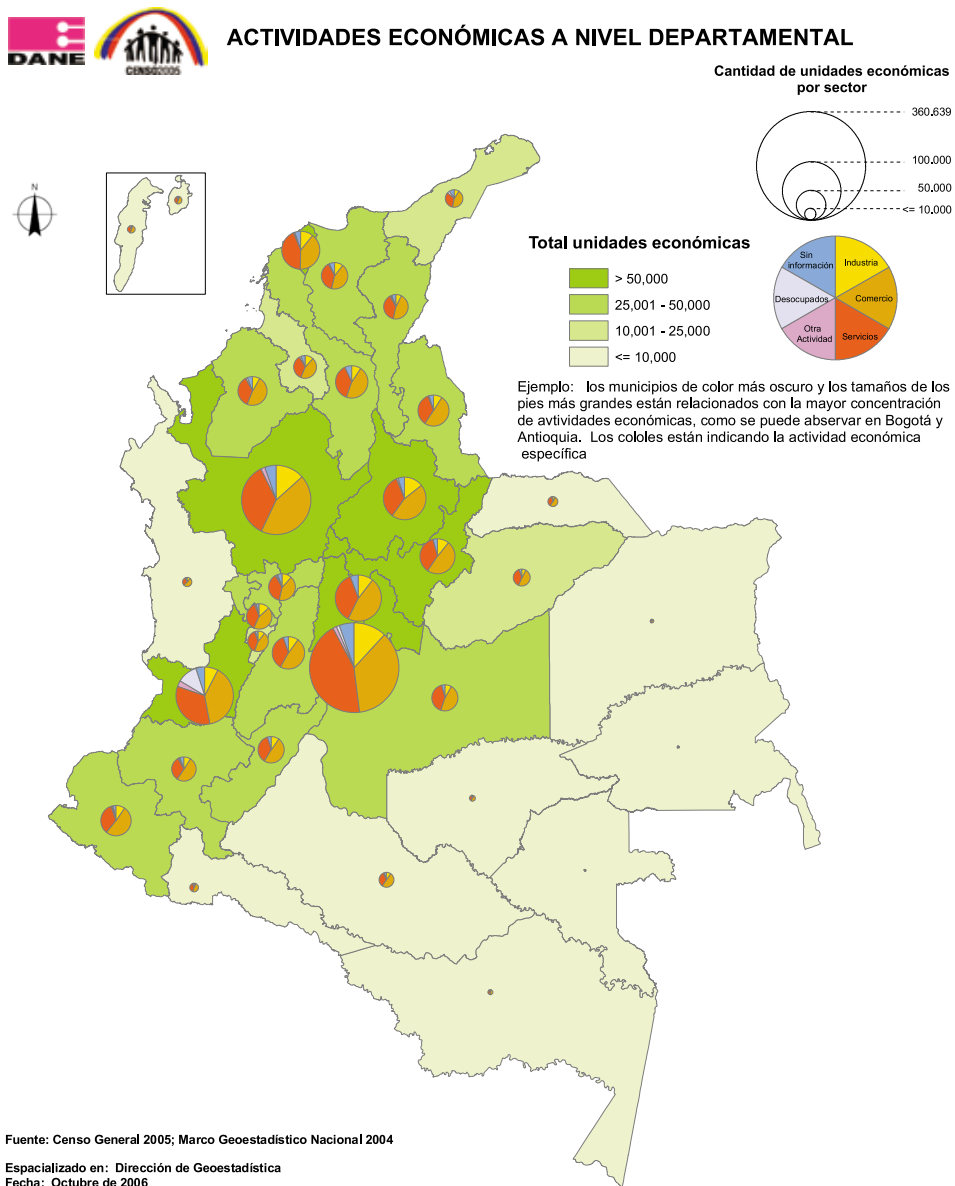 DANE
CENSO2005
ACTIVIDADES ECONÓMICAS A NIVEL DEPARTAMENTAL
Cantidad de unidades económicas
por sector
360.639
100.000
50.000
<= 10.000
N
Total unidades económicas
> 50,000
25,001 - 50,000
10,001 - 25,000
<= 10,000
Sin
información
Industria
Desocupados
Comercio
Otra
Actividad
Servicios
Ejemplo: los municipios de color más oscuro y los tamaños de los
pies más grandes están relacionados con la mayor concentración
de avtividades económicas, como se puede abservar en Bogotá y
Antioquia. Los cololes están indicando la actividad económica
específica
Fuente: Censo General 2005; Marco Geoestadístico Nacional 2004
Espacializado en: Dirección de Geoestadística
Fecha: Octubre de 2006